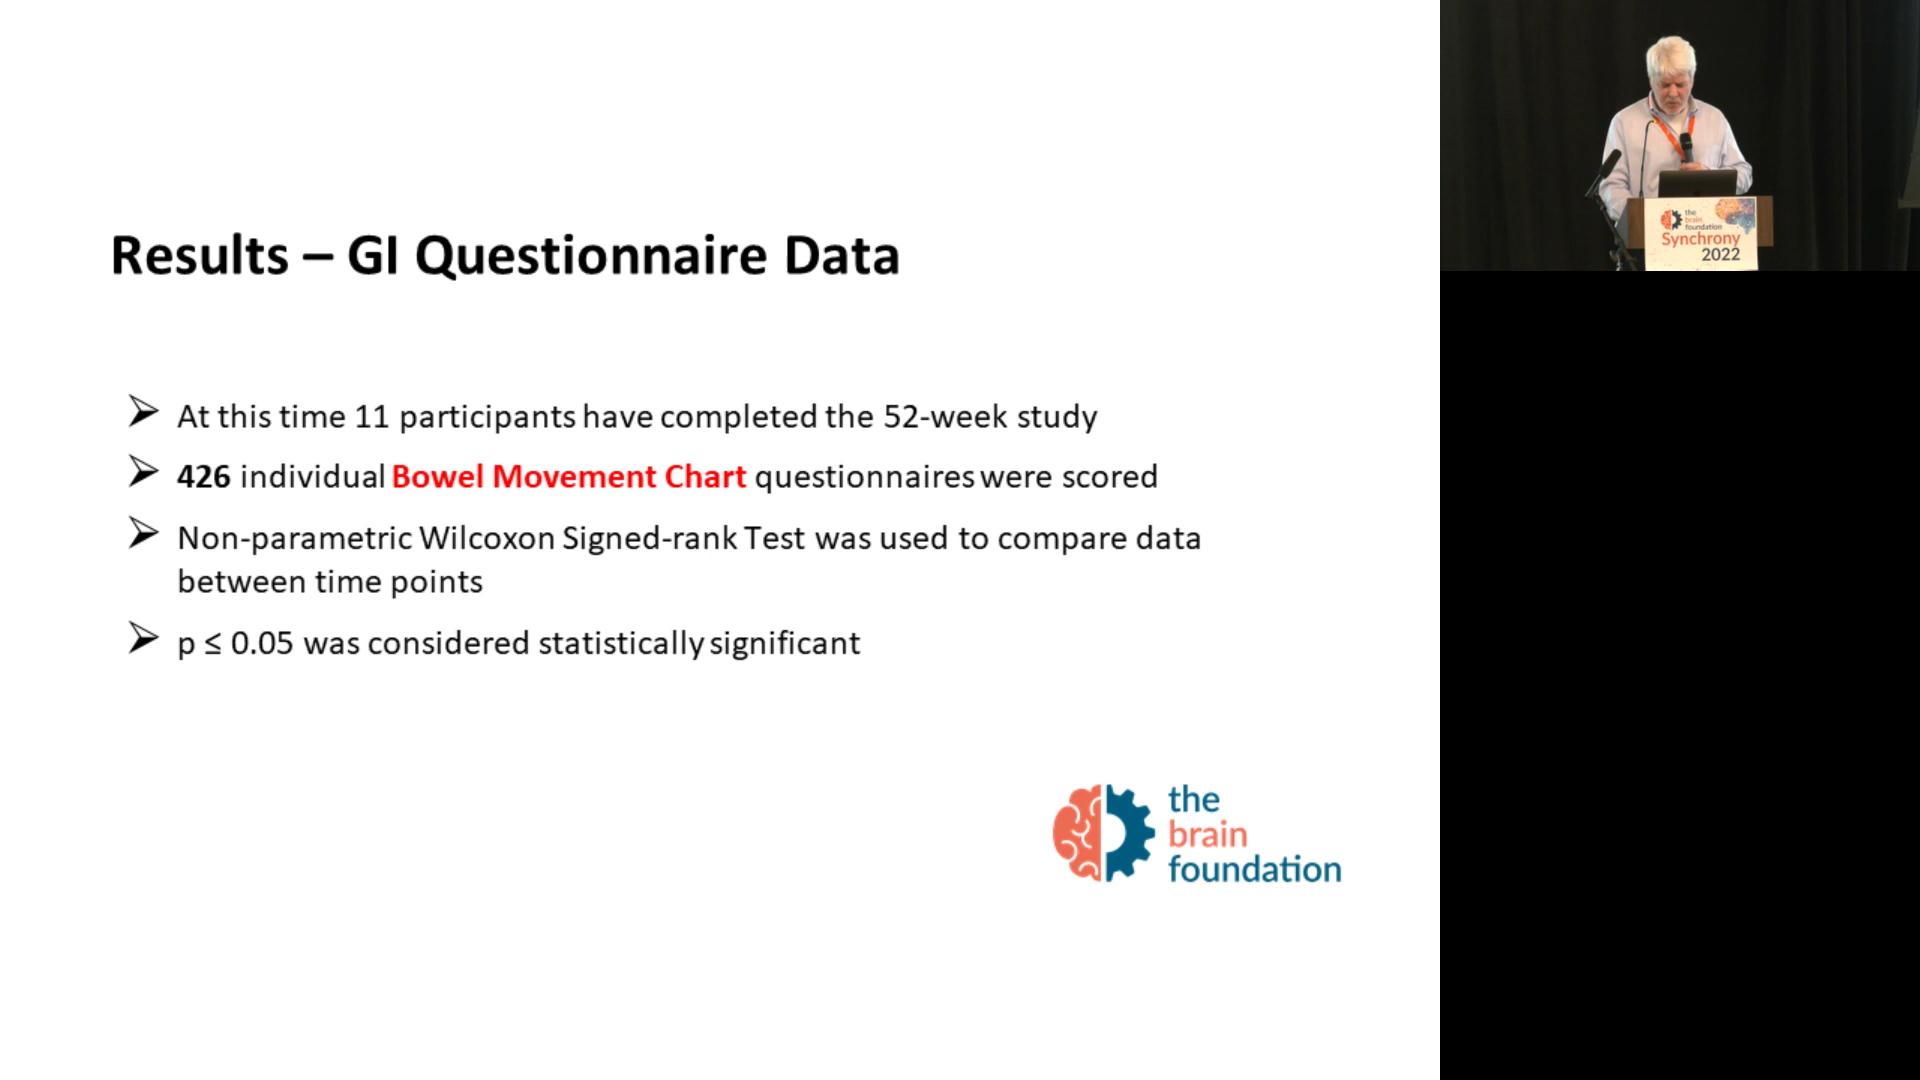 Results – GI Questionnaire Data
➢ At this time 11 participants have completed the 52-week study
➢ 426 individual Bowel Movement Chart questionnaires were scored
➢ Non-parametric Wilcoxon Signed-rank Test was used to compare data
between time points
➢ p ≤ 0.05 was considered statistically significant
the
brain
foundation
the
brain
foundation
Synchrony
2022